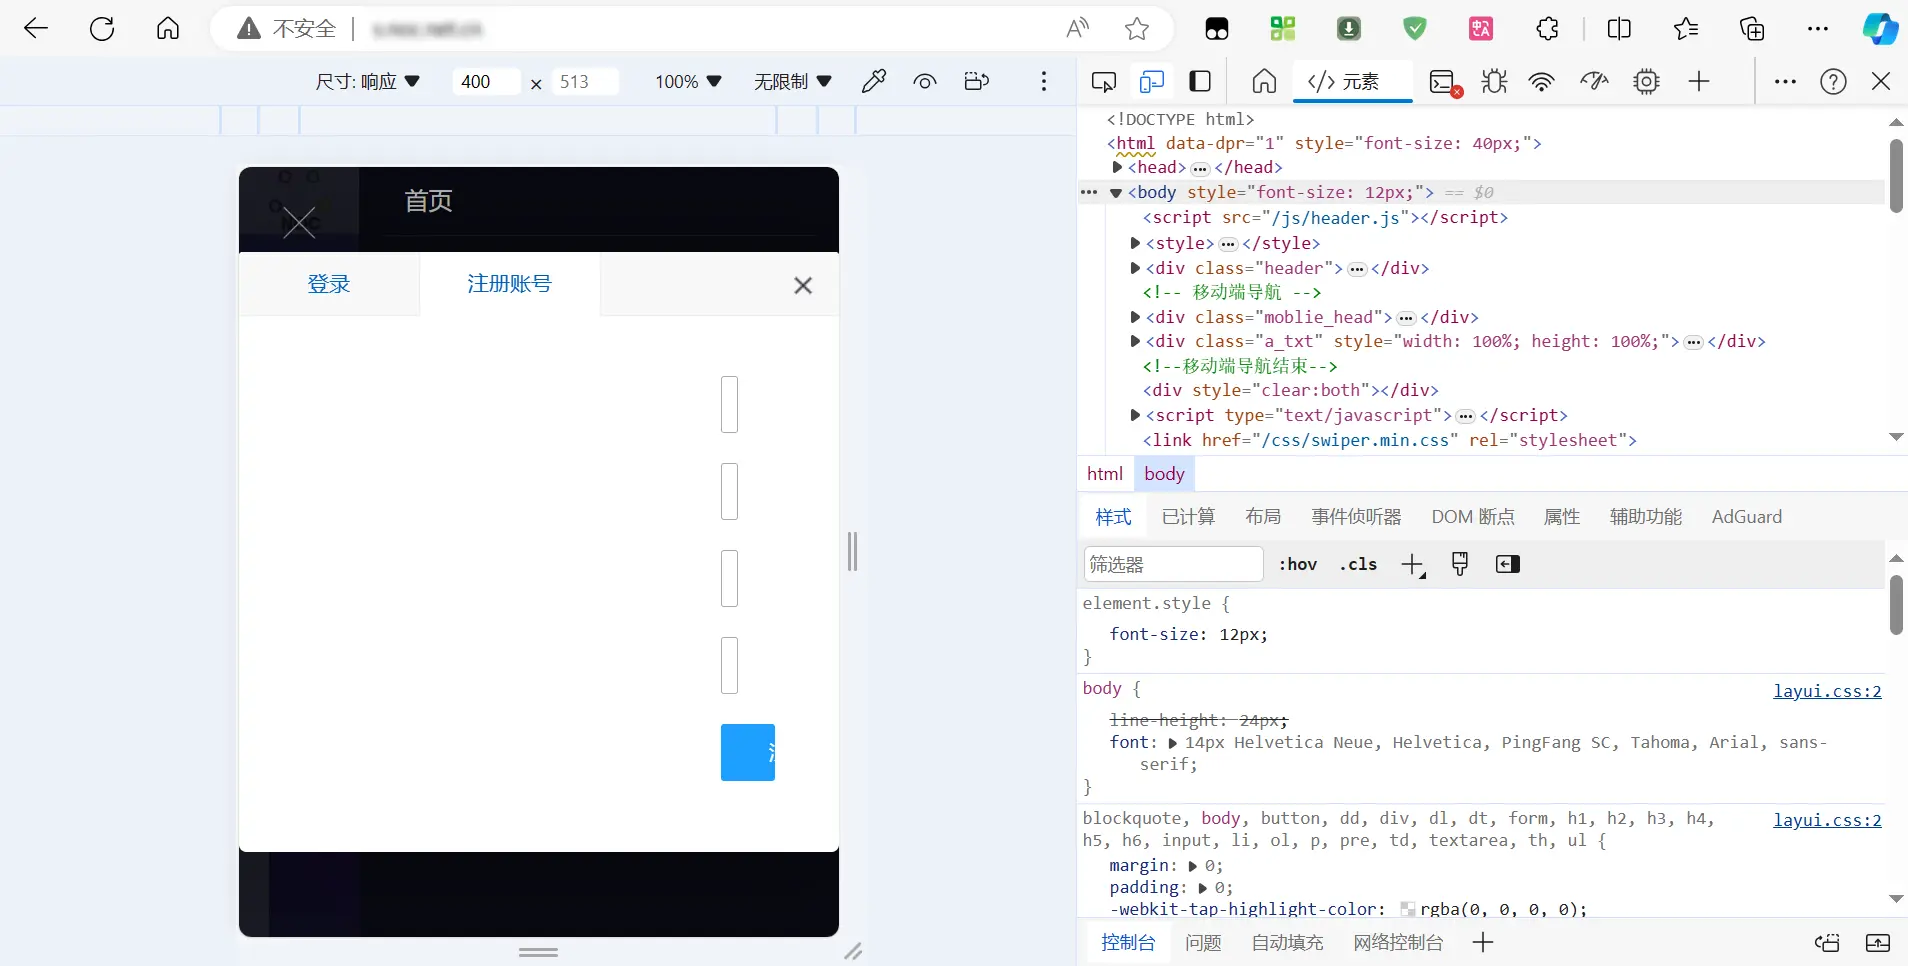 不安全
尺寸: 响应 400 × 513 100% 无限制
首页
登录 注册账号 ×
元素
<!DOCTYPE html>
<html data-dpr="1" style="font-size: 40px;">
<head>…</head>
<body style="font-size: 12px;"> == $0
<script src="/js/header.js"></script>
<style>…</style>
<div class="header">…</div>
<!-- 移动端导航 -->
<div class="moblie_head">…</div>
<div class="a_txt" style="width: 100%; height: 100%;">…</div>
<!--移动端导航结束-->
<div style="clear:both"></div>
<script type="text/javascript">…</script>
<link href="/css/swiper.min.css" rel="stylesheet">
html body
样式 已计算 布局 事件侦听器 DOM 断点 属性 辅助功能 AdGuard
筛选器 :hov .cls
element.style {
font-size: 12px;
}
body { layui.css:2
line-height: 24px;
font: 14px Helvetica Neue, Helvetica, PingFang SC, Tahoma, Arial, sans-
serif;
}
blockquote, body, button, dd, div, dl, dt, form, h1, h2, h3, h4, layui.css:2
h5, h6, input, li, ol, p, pre, td, textarea, th, ul {
margin: 0;
padding: 0;
-webkit-tap-highlight-color: rgba(0, 0, 0, 0);
控制台 问题 自动填充 网络控制台